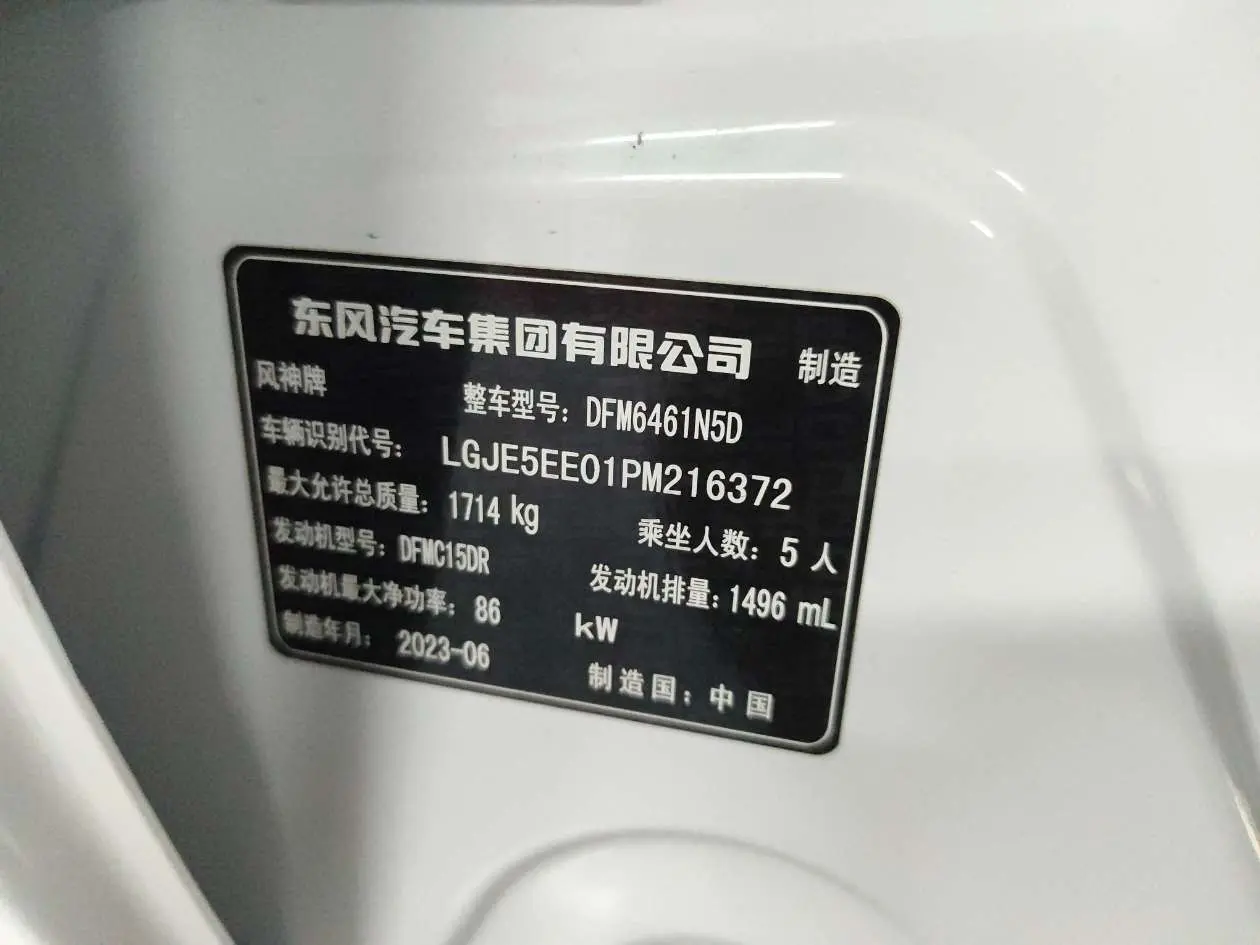 东风汽车集团有限公司 制造
风神牌 整车型号：DFM6461N5D
车辆识别代号：LGJE5EE01PM216372
最大允许总质量：1714 kg 乘坐人数：5 人
发动机型号：DFMC15DR 发动机排量：1496 mL
发动机最大净功率：86 kW
制造年月：2023-06 制造国：中国